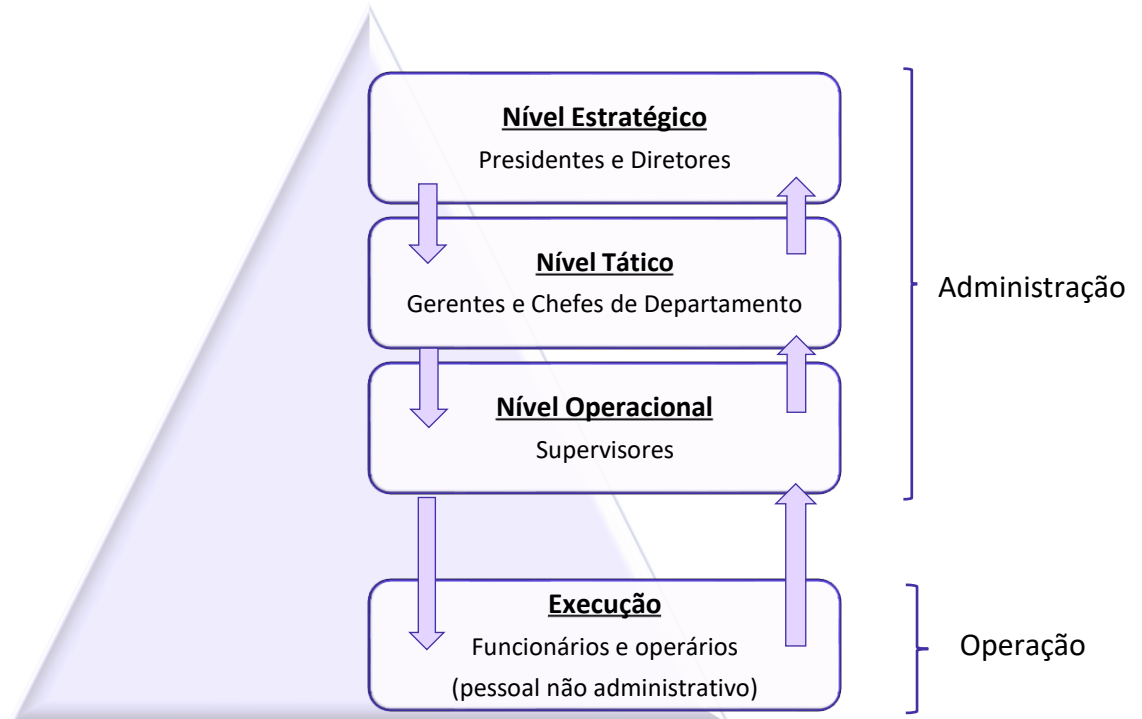 Nível Estratégico
Presidentes e Diretores
Nível Tático
Gerentes e Chefes de Departamento
Administração
Nível Operacional
Supervisores
Execução
Funcionários e operários
(pessoal não administrativo)
Operação